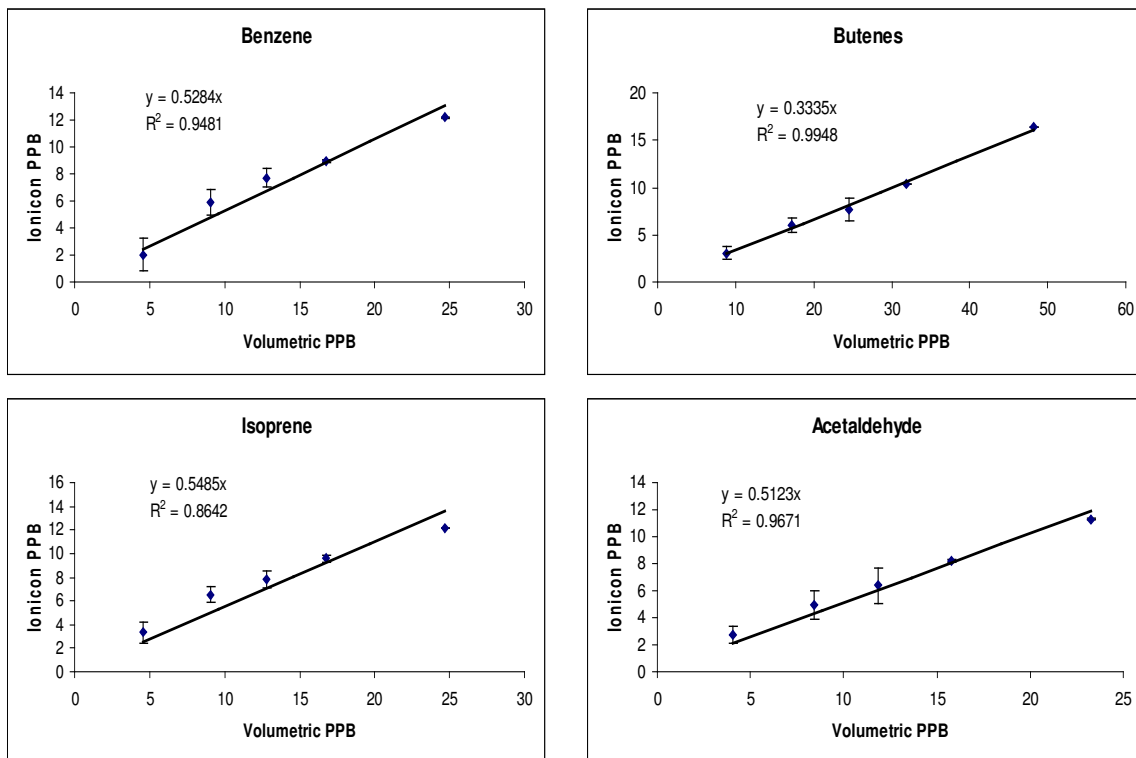 Benzene
y = 0.5284x
R² = 0.9481
Ionicon PPB
14
12
10
8
6
4
2
0
0 5 10 15 20 25 30
Volumetric PPB
Butenes
y = 0.3335x
R² = 0.9948
Ionicon PPB
20
15
10
5
0
0 10 20 30 40 50 60
Volumetric PPB
Isoprene
y = 0.5485x
R² = 0.8642
Ionicon PPB
16
14
12
10
8
6
4
2
0
0 5 10 15 20 25 30
Volumetric PPB
Acetaldehyde
y = 0.5123x
R² = 0.9671
Ionicon PPB
14
12
10
8
6
4
2
0
0 5 10 15 20 25
Volumetric PPB